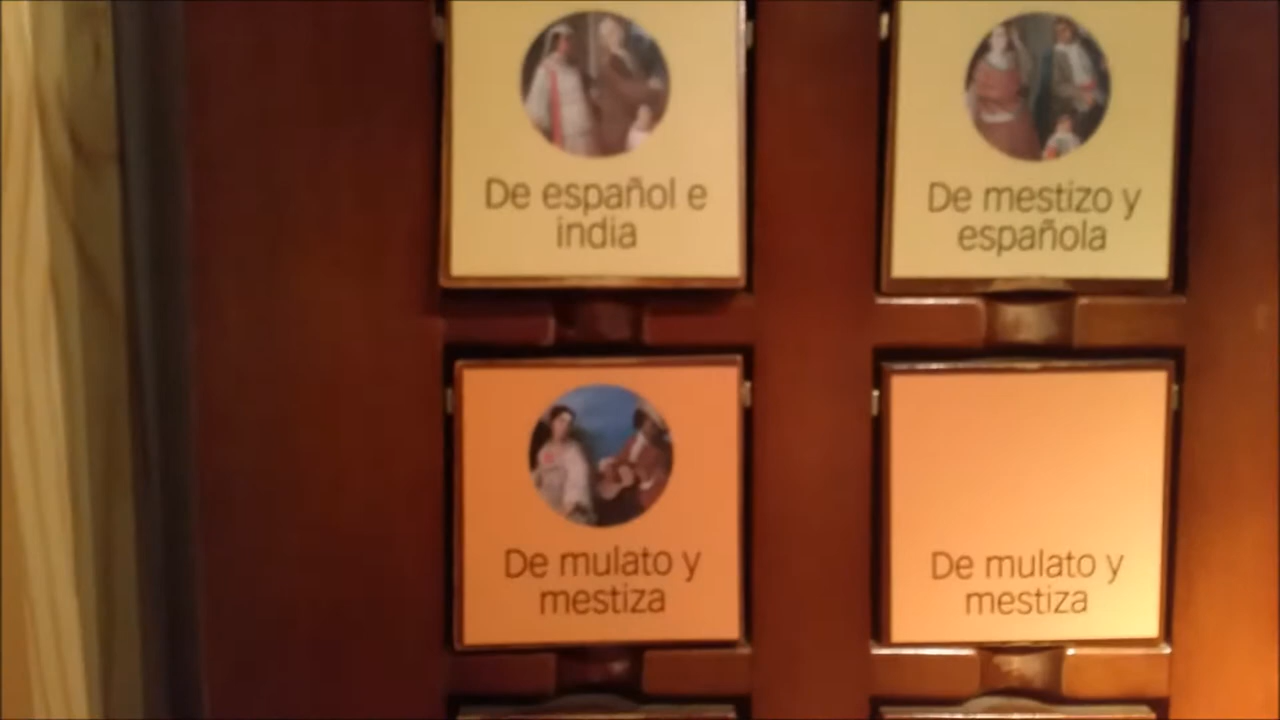 De español e
india
De mestizo y
española
De mulato y
mestiza
De mulato y
mestiza